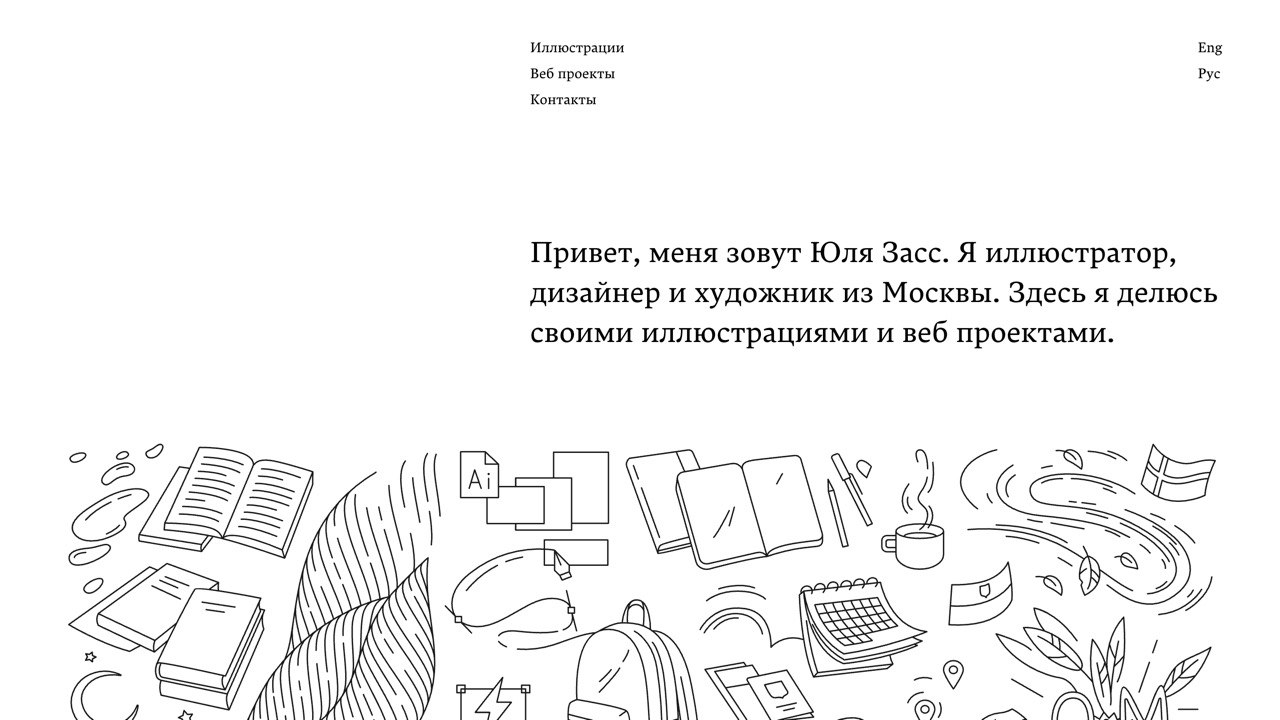 Иллюстрации
Веб проекты
Контакты
Eng
Рус
Привет, меня зовут Юля Засс. Я иллюстратор,
дизайнер и художник из Москвы. Здесь я делюсь
своими иллюстрациями и веб проектами.
Ai